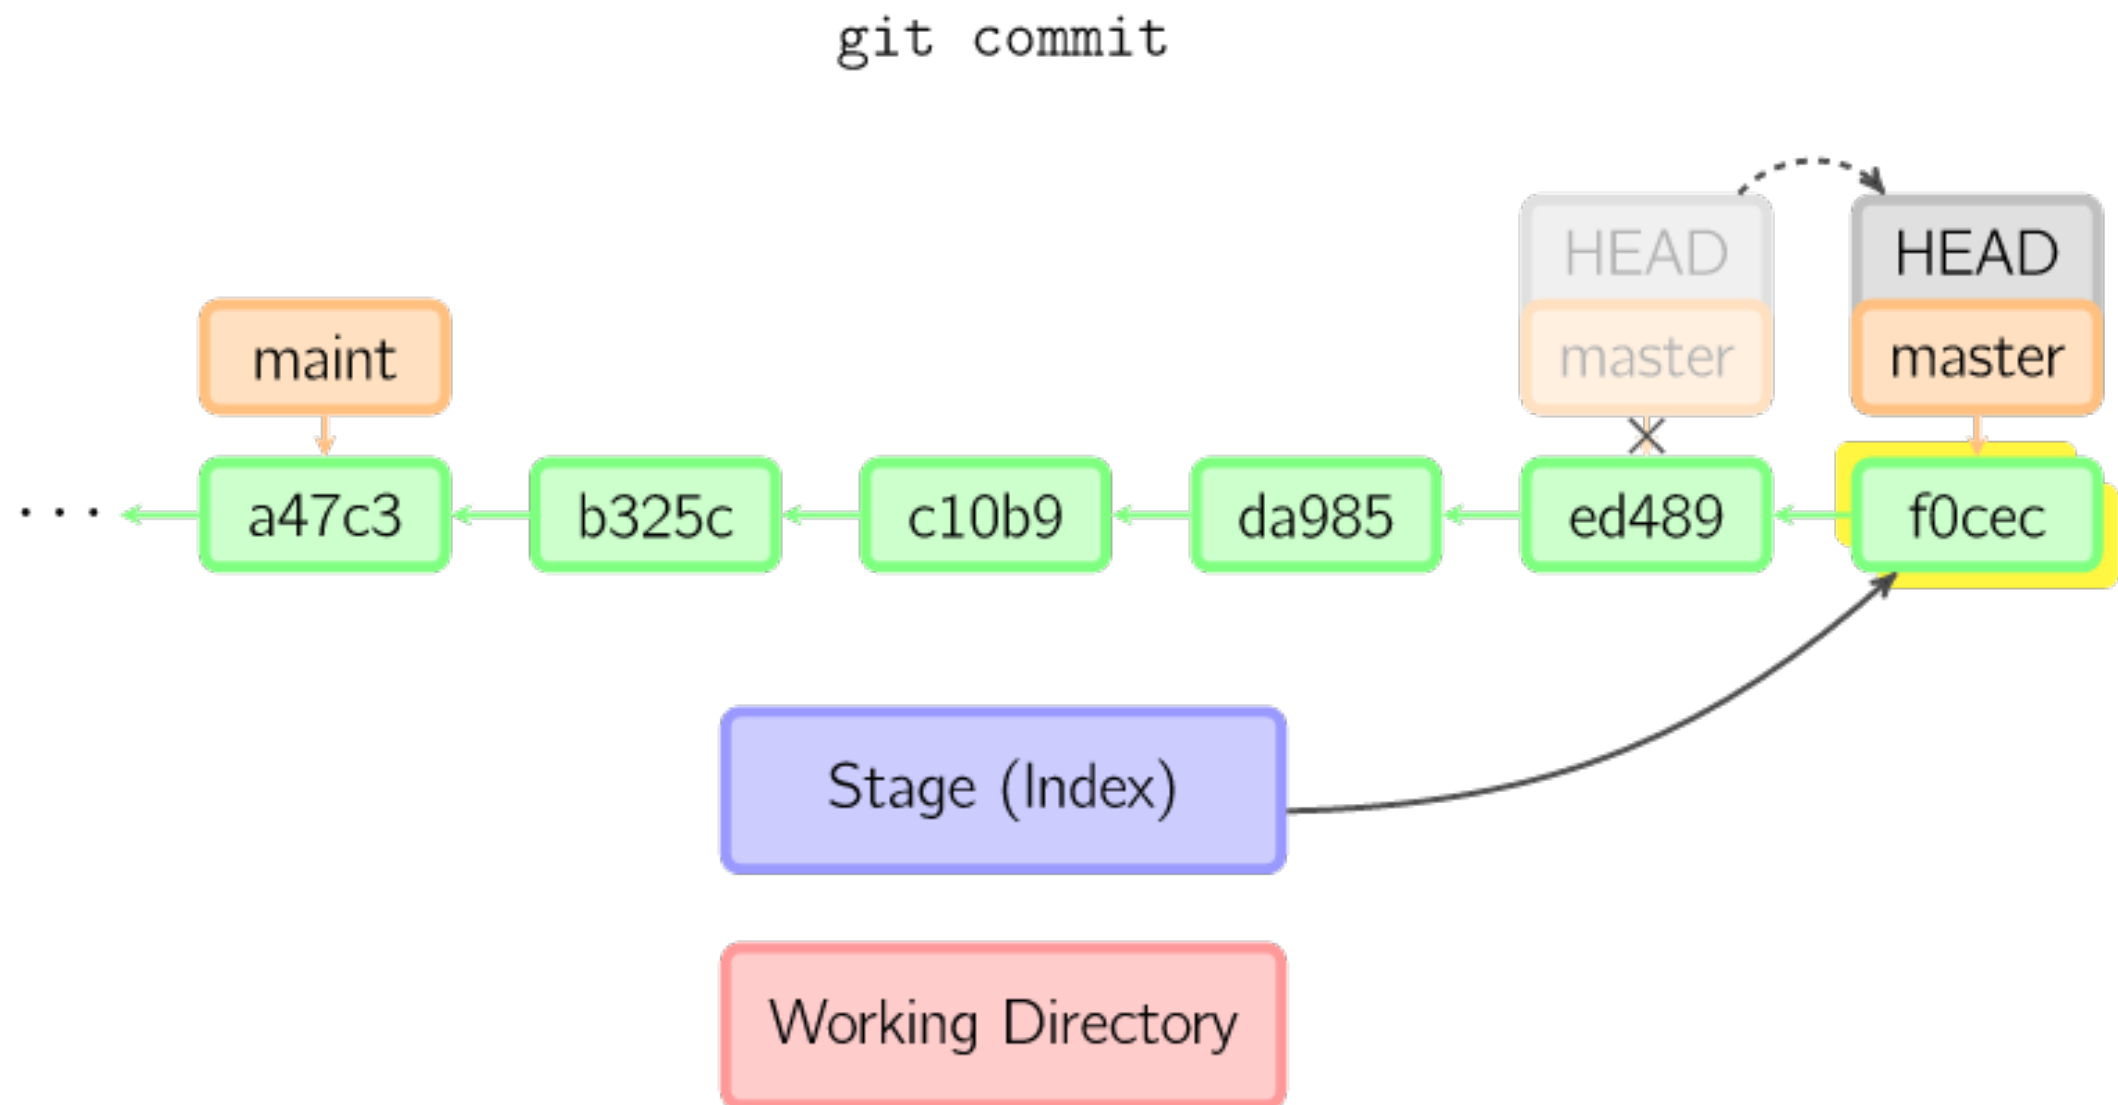 git commit
HEAD HEAD
maint master master
... a47c3 b325c c10b9 da985 ed489 f0cec
Stage (Index)
Working Directory